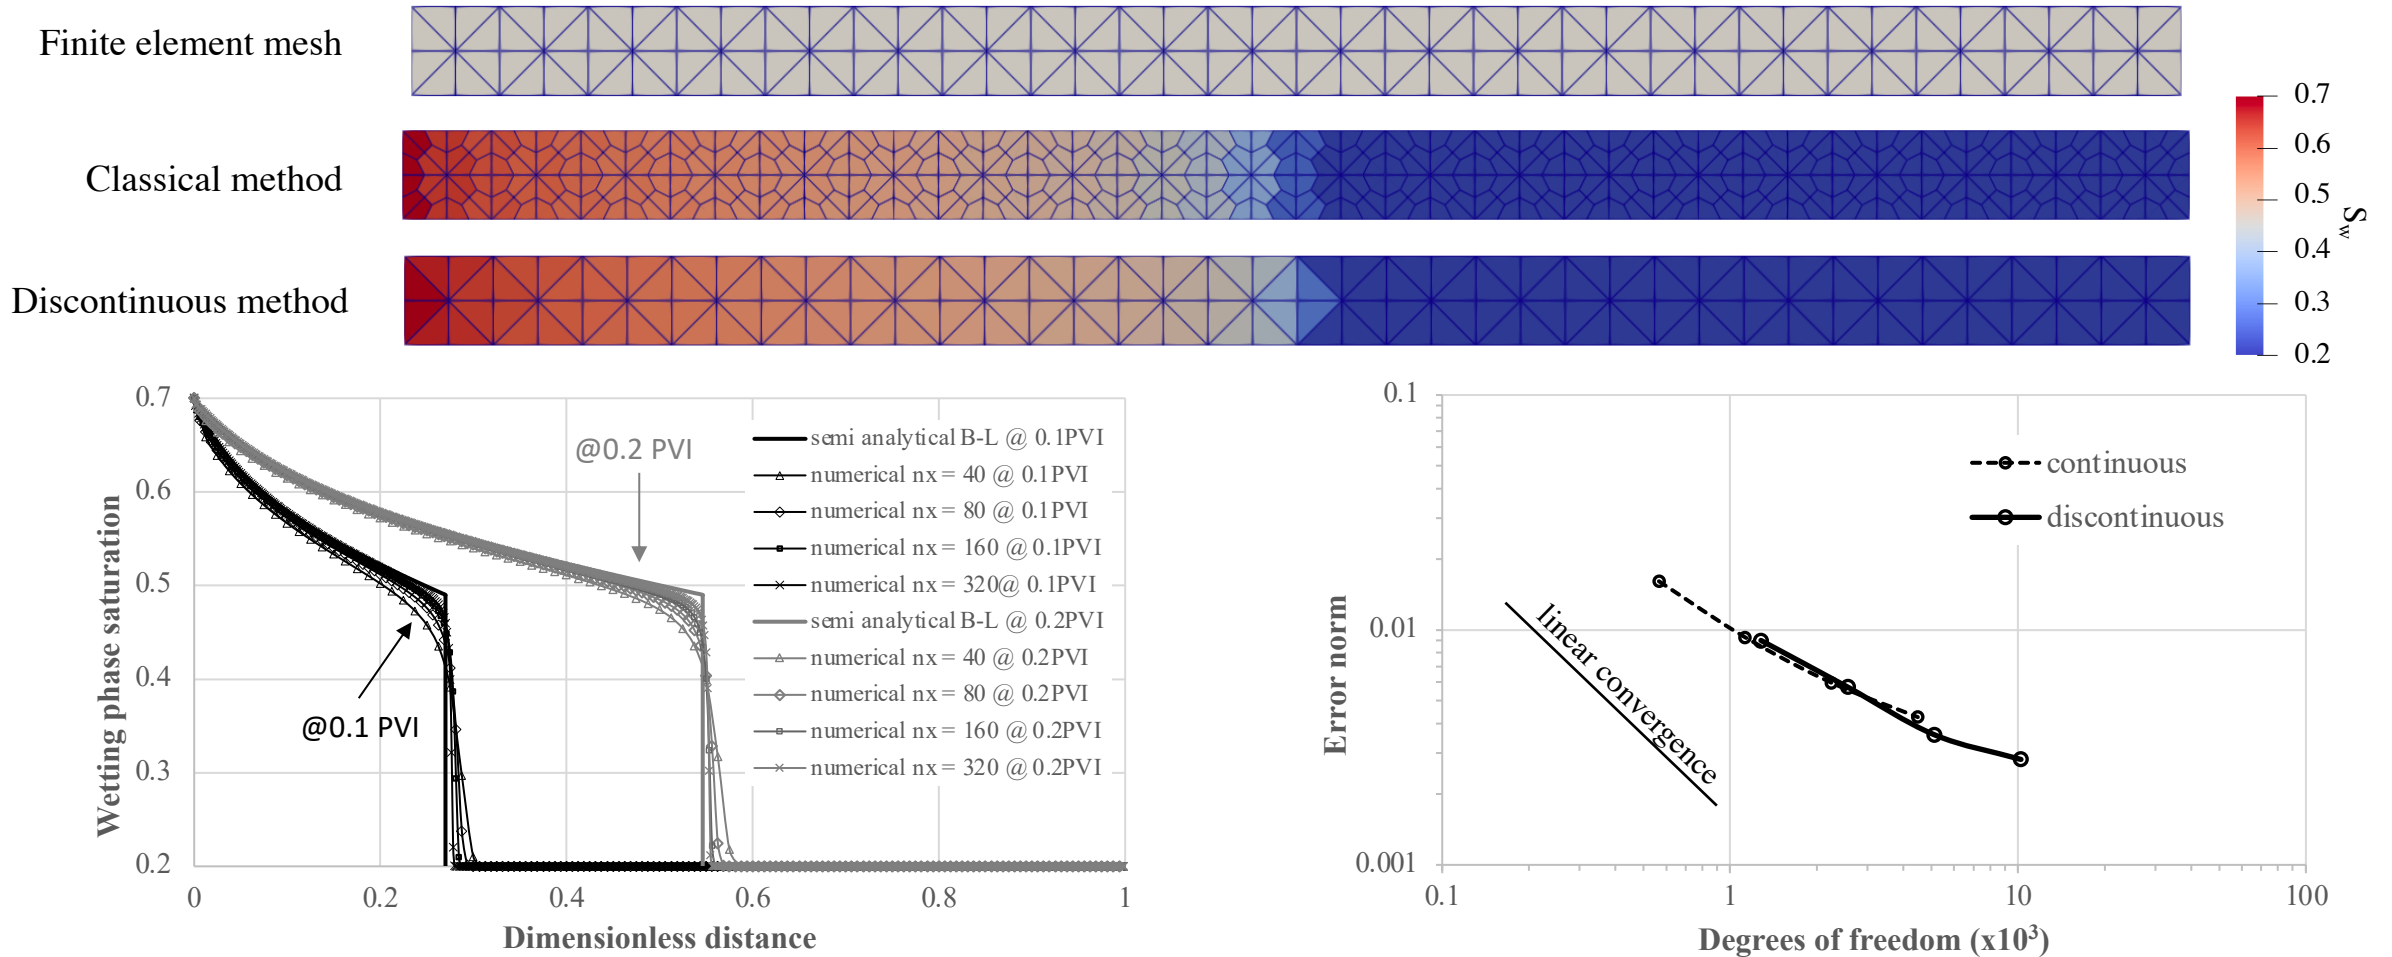 Finite element mesh
Classical method
Discontinuous method
0.7
0.6
0.5
0.4
0.3
0.2
Sw
0.7
0.6
0.5
0.4
0.3
0.2
0
0.2
0.4
0.6
0.8
1
Wetting phase saturation
Dimensionless distance
@0.2 PVI
@0.1 PVI
semi analytical B-L @ 0.1PVI
numerical nx = 40 @ 0.1PVI
numerical nx = 80 @ 0.1PVI
numerical nx = 160 @ 0.1PVI
numerical nx = 320@ 0.1PVI
semi analytical B-L @ 0.2PVI
numerical nx = 40 @ 0.2PVI
numerical nx = 80 @ 0.2PVI
numerical nx = 160 @ 0.2PVI
numerical nx = 320 @ 0.2PVI
0.1
0.01
0.001
0.1
1
10
100
Error norm
Degrees of freedom (x10³)
linear convergence
continuous
discontinuous